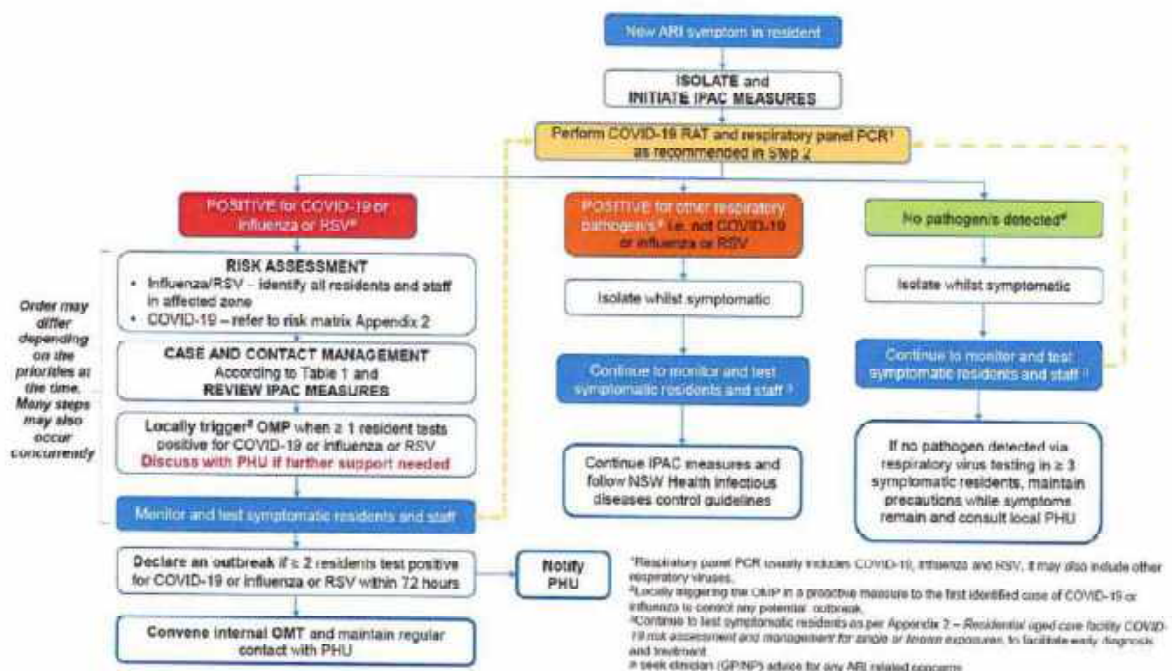 New ARI symptom in resident
ISOLATE and
INITIATE IPAC MEASURES
Perform COVID-19 RAT and respiratory panel PCR¹
as recommended in Step 2
POSITIVE for COVID-19 or
influenza or RSV#
RISK ASSESSMENT
• Influenza/RSV – identify all residents and staff
in affected zone
• COVID-19 – refer to risk matrix Appendix 2
Order may
differ
depending
on the
priorities at
the time.
Many steps
may also
occur
concurrently
CASE AND CONTACT MANAGEMENT
According to Table 1 and
REVIEW IPAC MEASURES
Locally trigger² OMP when ≥ 1 resident tests
positive for COVID-19 or influenza or RSV
Discuss with PHU if further support needed
Monitor and test symptomatic residents and staff
Declare an outbreak if ≥ 2 residents test positive
for COVID-19 or influenza or RSV within 72 hours
Notify
PHU
Convene internal OMT and maintain regular
contact with PHU
POSITIVE for other respiratory
pathogen/s# i.e. not COVID-19
or influenza or RSV
Isolate whilst symptomatic
Continue to monitor and test
symptomatic residents and staff ³
Continue IPAC measures and
follow NSW Health infectious
diseases control guidelines
No pathogen/s detected#
Isolate whilst symptomatic
Continue to monitor and test
symptomatic residents and staff ³
If no pathogen detected via
respiratory virus testing in ≥ 3
symptomatic residents, maintain
precautions while symptoms
remain and consult local PHU
¹Respiratory panel PCR usually includes COVID-19, influenza and RSV, it may also include other
respiratory viruses.
²Locally triggering the OMP in a proactive measure to the first identified case of COVID-19 or
influenza to control any potential outbreak.
³Continue to test symptomatic residents as per Appendix 2 – Residential aged care facility COVID-
19 risk assessment and management for single or known exposures, to facilitate early diagnosis
and treatment
# seek clinician (GP/NP) advice for any ARI related concerns